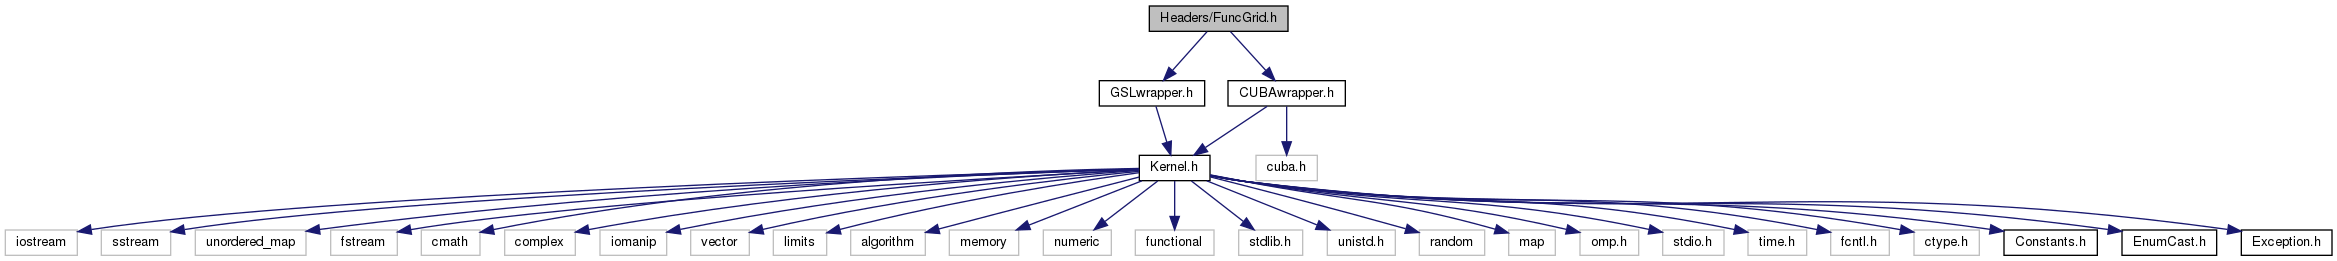 Headers/FuncGrid.h
GSLwrapper.h
CUBAwrapper.h
Kernel.h
cuba.h
iostream
sstream
unordered_map
fstream
cmath
complex
iomanip
vector
limits
algorithm
memory
numeric
functional
stdlib.h
unistd.h
random
map
omp.h
stdio.h
time.h
fcntl.h
ctype.h
Constants.h
EnumCast.h
Exception.h